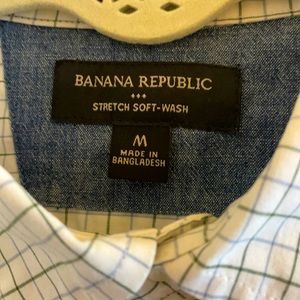 BANANA REPUBLIC
STRETCH SOFT-WASH
M
MADE IN
BANGLADESH